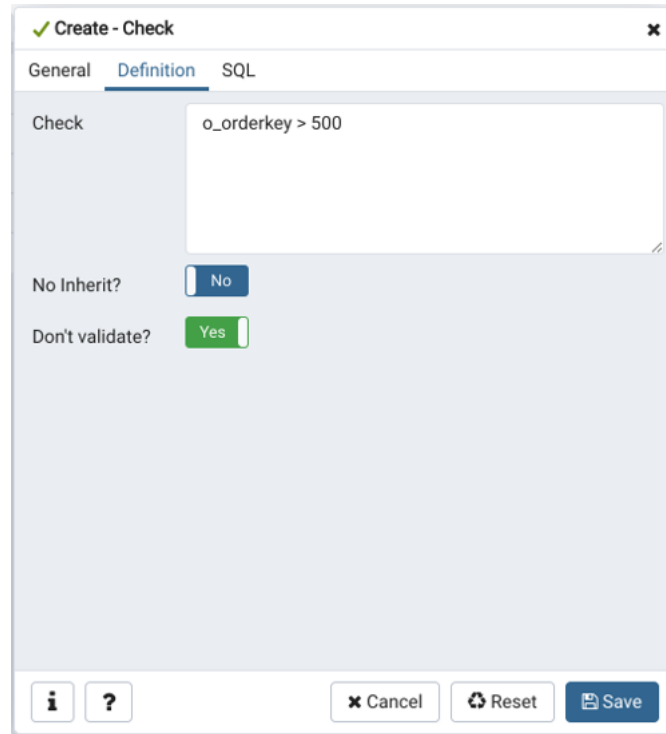 Create - Check
General Definition SQL
Check o_orderkey > 500
No Inherit? No
Don't validate? Yes
i ? Cancel Reset Save